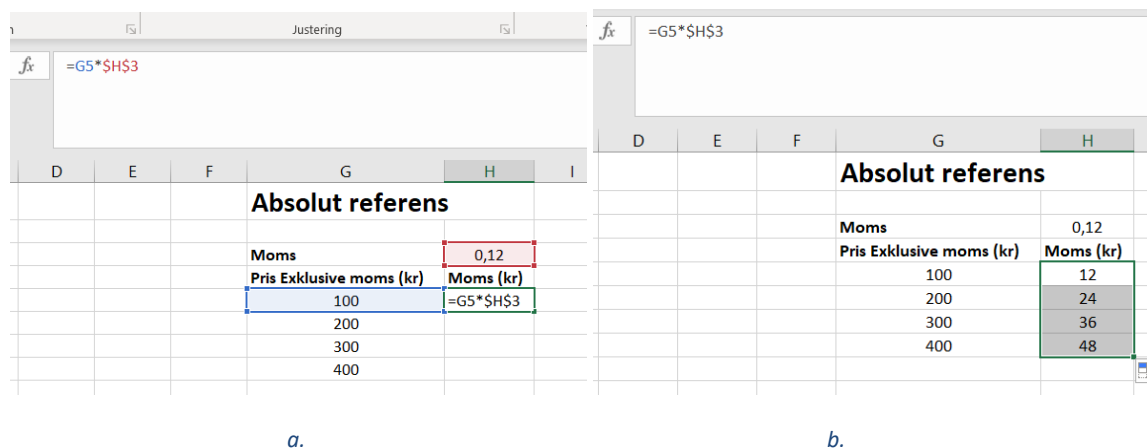 Justering
fx =G5*$H$3
D E F G H I
Absolut referens
Moms 0,12
Pris Exklusive moms (kr) Moms (kr)
100 =G5*$H$3
200
300
400
a.
fx =G5*$H$3
D E F G H
Absolut referens
Moms 0,12
Pris Exklusive moms (kr) Moms (kr)
100 12
200 24
300 36
400 48
b.